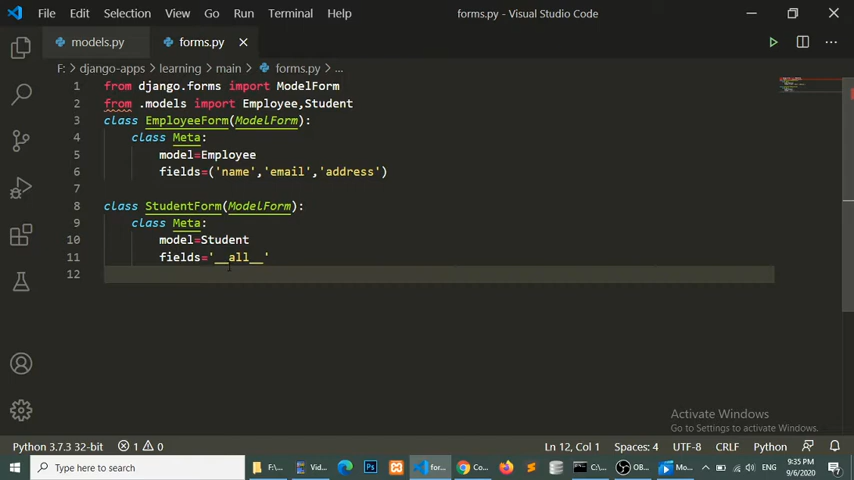 File Edit Selection View Go Run Terminal Help forms.py - Visual Studio Code
models.py forms.py
F: > django-apps > learning > main > forms.py > ...
1 from django.forms import ModelForm
2 from .models import Employee,Student
3 class EmployeeForm(ModelForm):
4 class Meta:
5 model=Employee
6 fields=('name','email','address')
7
8 class StudentForm(ModelForm):
9 class Meta:
10 model=Student
11 fields='__all__'
12
Activate Windows
Go to Settings to activate Windows.
Python 3.7.3 32-bit 1 0 Ln 12, Col 1 Spaces: 4 UTF-8 CRLF Python
Type here to search F:\... Vid... for... Co... C:\... OB... Mo... ENG 9:35 PM
9/6/2020